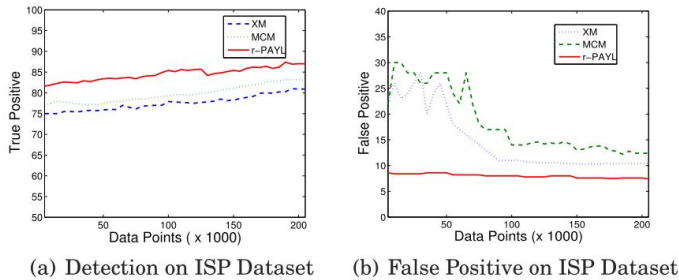 100
95
90
85
80
75
70
65
60
55
50
True Positive
XM
MCM
r-PAYL
50
100
150
200
Data Points ( x 1000)
(a) Detection on ISP Dataset
40
35
30
25
20
15
10
5
0
False Positive
XM
MCM
r-PAYL
50
100
150
200
Data Points (x 1000)
(b) False Positive on ISP Dataset